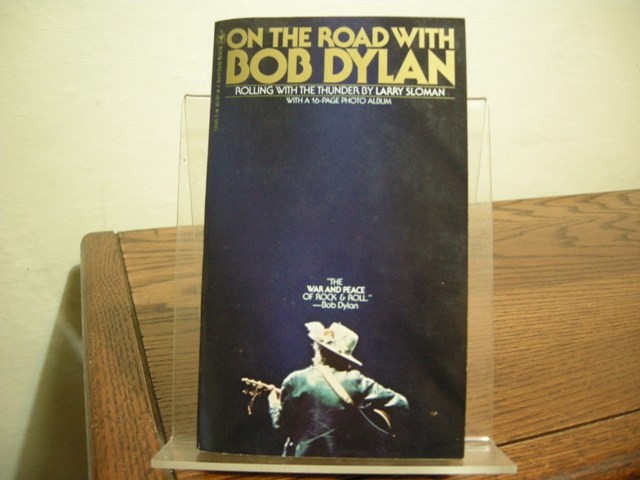 ON THE ROAD WITH
BOB DYLAN
ROLLING WITH THE THUNDER BY LARRY SLOMAN
WITH A 16-PAGE PHOTO ALBUM
"THE
WAR AND PEACE
OF ROCK & ROLL."
—Bob Dylan